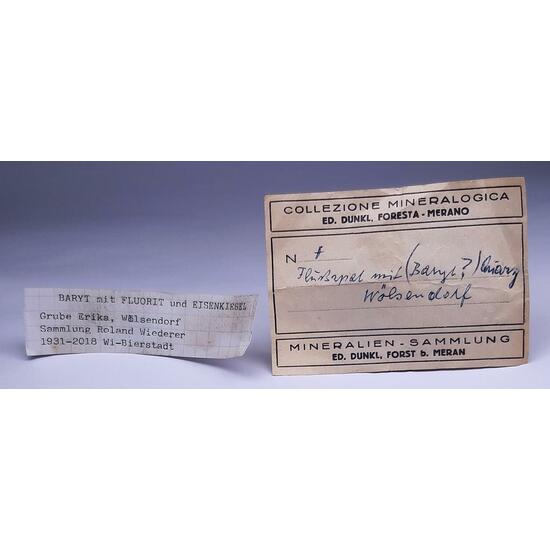 BARYT mit FLUORIT und EISENKIESEL
Grube Erika, Wölsendorf
Sammlung Roland Wiederer
1931-2018 Wi-Bierstadt
COLLEZIONE MINERALOGICA
ED. DUNKL, FORESTA - MERANO
N f
Flußspat mit (Baryt?) Quarz
Wölsendorf
MINERALIEN - SAMMLUNG
ED. DUNKL, FORST b. MERAN